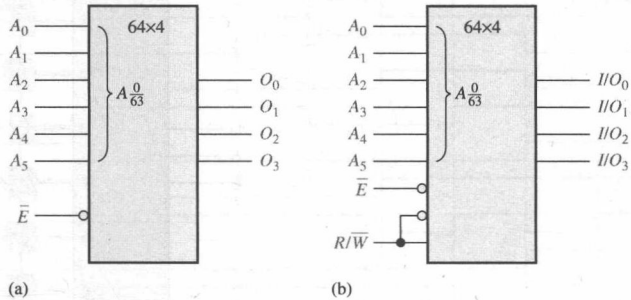 A₀ 64×4
A₁
A₂ O₀
A 0/63
A₃ O₁
A₄ O₂
A₅ O₃
E̅
(a)
A₀ 64×4
A₁
A₂ I/O₀
A 0/63
A₃ I/O₁
A₄ I/O₂
A₅ I/O₃
E̅
R/W̅
(b)